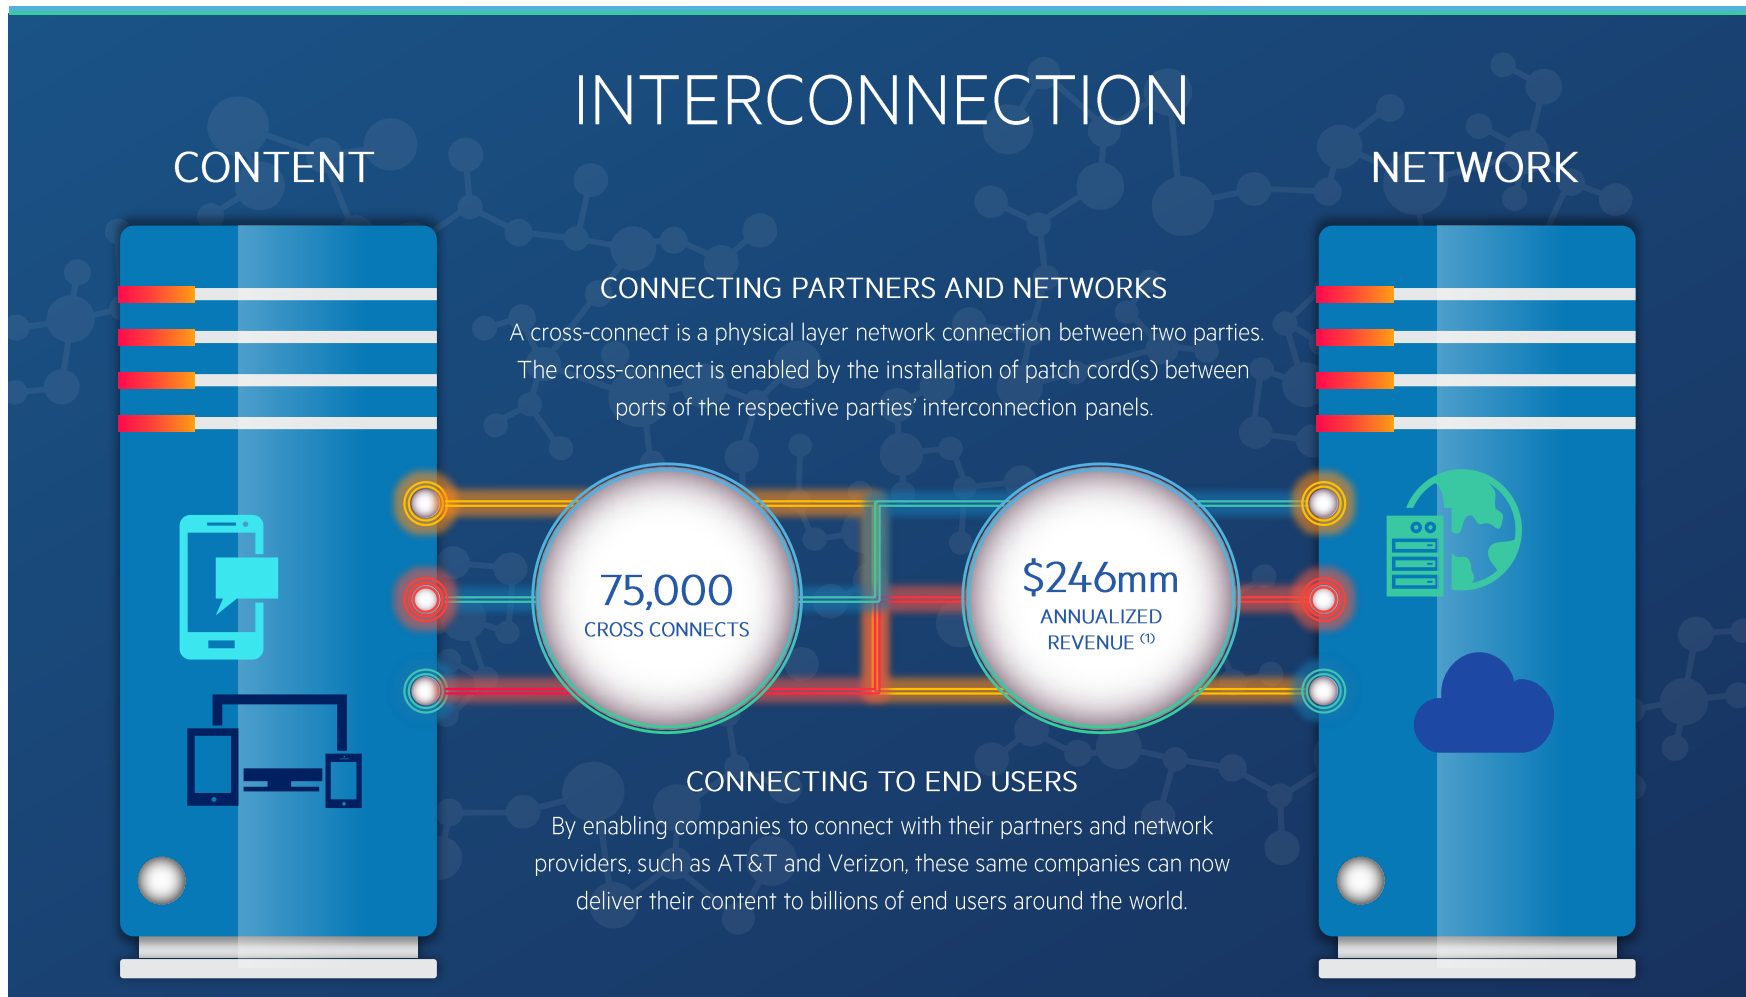 INTERCONNECTION
CONTENT
NETWORK
CONNECTING PARTNERS AND NETWORKS
A cross-connect is a physical layer network connection between two parties.
The cross-connect is enabled by the installation of patch cord(s) between
ports of the respective parties’ interconnection panels.
75,000
CROSS CONNECTS
$246mm
ANNUALIZED
REVENUE (1)
CONNECTING TO END USERS
By enabling companies to connect with their partners and network
providers, such as AT&T and Verizon, these same companies can now
deliver their content to billions of end users around the world.